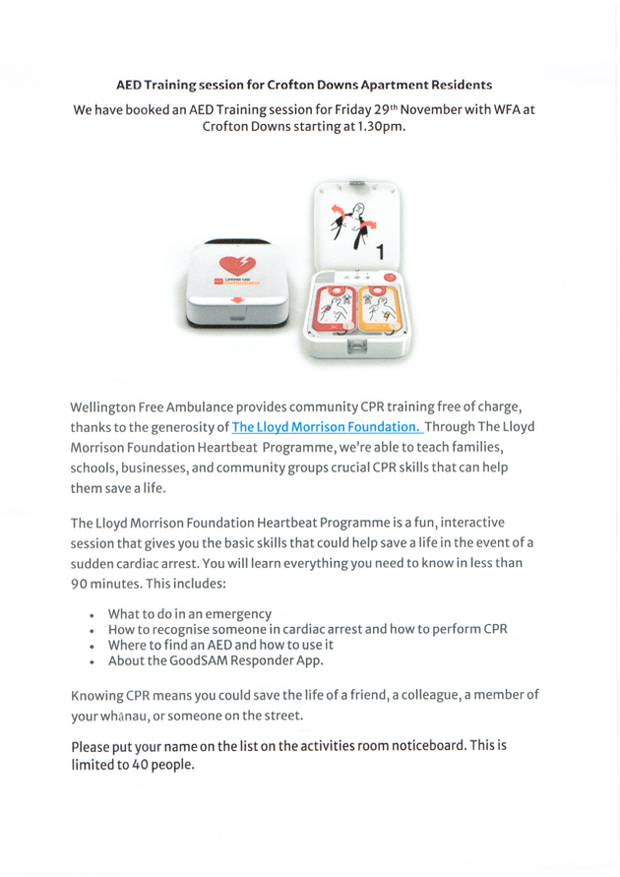 AED Training session for Crofton Downs Apartment Residents
We have booked an AED Training session for Friday 29th November with WFA at
Crofton Downs starting at 1.30pm.
1
Wellington Free Ambulance provides community CPR training free of charge,
thanks to the generosity of The Lloyd Morrison Foundation. Through The Lloyd
Morrison Foundation Heartbeat Programme, we're able to teach families,
schools, businesses, and community groups crucial CPR skills that can help
them save a life.
The Lloyd Morrison Foundation Heartbeat Programme is a fun, interactive
session that gives you the basic skills that could help save a life in the event of a
sudden cardiac arrest. You will learn everything you need to know in less than
90 minutes. This includes:
• What to do in an emergency
• How to recognise someone in cardiac arrest and how to perform CPR
• Where to find an AED and how to use it
• About the GoodSAM Responder App.
Knowing CPR means you could save the life of a friend, a colleague, a member of
your whānau, or someone on the street.
Please put your name on the list on the activities room noticeboard. This is
limited to 40 people.